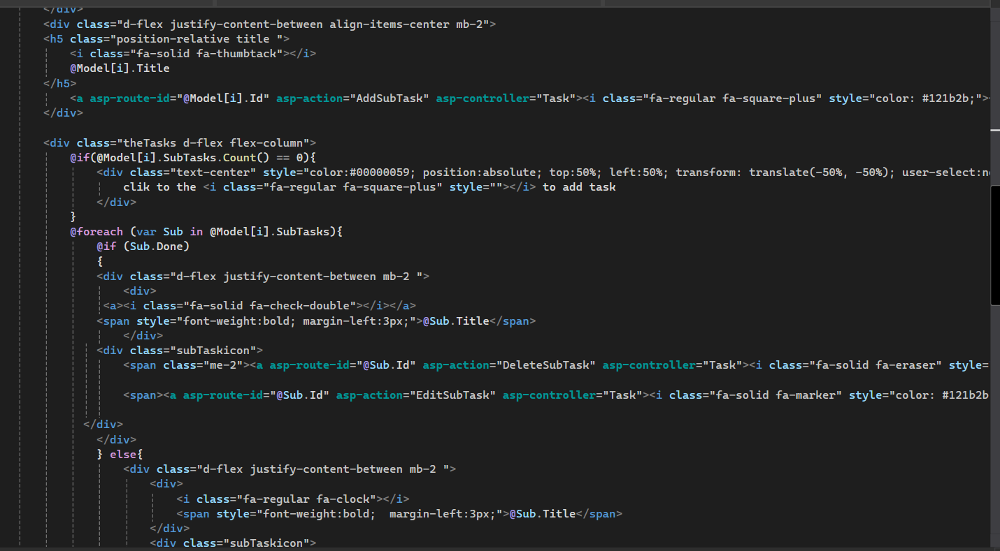 </div>
<div class="d-flex justify-content-between align-items-center mb-2">
<h5 class="position-relative title ">
<i class="fa-solid fa-thumbtack"></i>
@Model[i].Title
</h5>
<a asp-route-id="@Model[i].Id" asp-action="AddSubTask" asp-controller="Task"><i class="fa-regular fa-square-plus" style="color: #121b2b;">
</div>
<div class="theTasks d-flex flex-column">
@if(@Model[i].SubTasks.Count() == 0){
<div class="text-center" style="color:#00000059; position:absolute; top:50%; left:50%; transform: translate(-50%, -50%); user-select:
clik to the <i class="fa-regular fa-square-plus" style=""></i> to add task
</div>
}
@foreach (var Sub in @Model[i].SubTasks){
@if (Sub.Done)
{
<div class="d-flex justify-content-between mb-2 ">
<div>
<a><i class="fa-solid fa-check-double"></i></a>
<span style="font-weight:bold; margin-left:3px;">@Sub.Title</span>
</div>
<div class="subTaskicon">
<span class="me-2"><a asp-route-id="@Sub.Id" asp-action="DeleteSubTask" asp-controller="Task"><i class="fa-solid fa-eraser" style=
<span><a asp-route-id="@Sub.Id" asp-action="EditSubTask" asp-controller="Task"><i class="fa-solid fa-marker" style="color: #121b2b
</div>
</div>
} else{
<div class="d-flex justify-content-between mb-2 ">
<div>
<i class="fa-regular fa-clock"></i>
<span style="font-weight:bold;  margin-left:3px;">@Sub.Title</span>
</div>
<div class="subTaskicon">